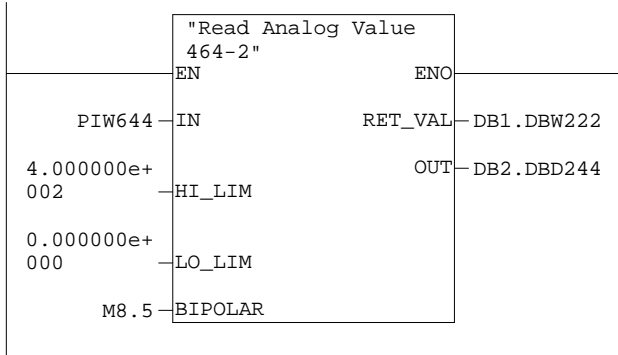 "Read Analog Value
464-2"
EN ENO
PIW644 IN RET_VAL DB1.DBW222
4.000000e+ OUT DB2.DBD244
002 HI_LIM
0.000000e+
000 LO_LIM
M8.5 BIPOLAR